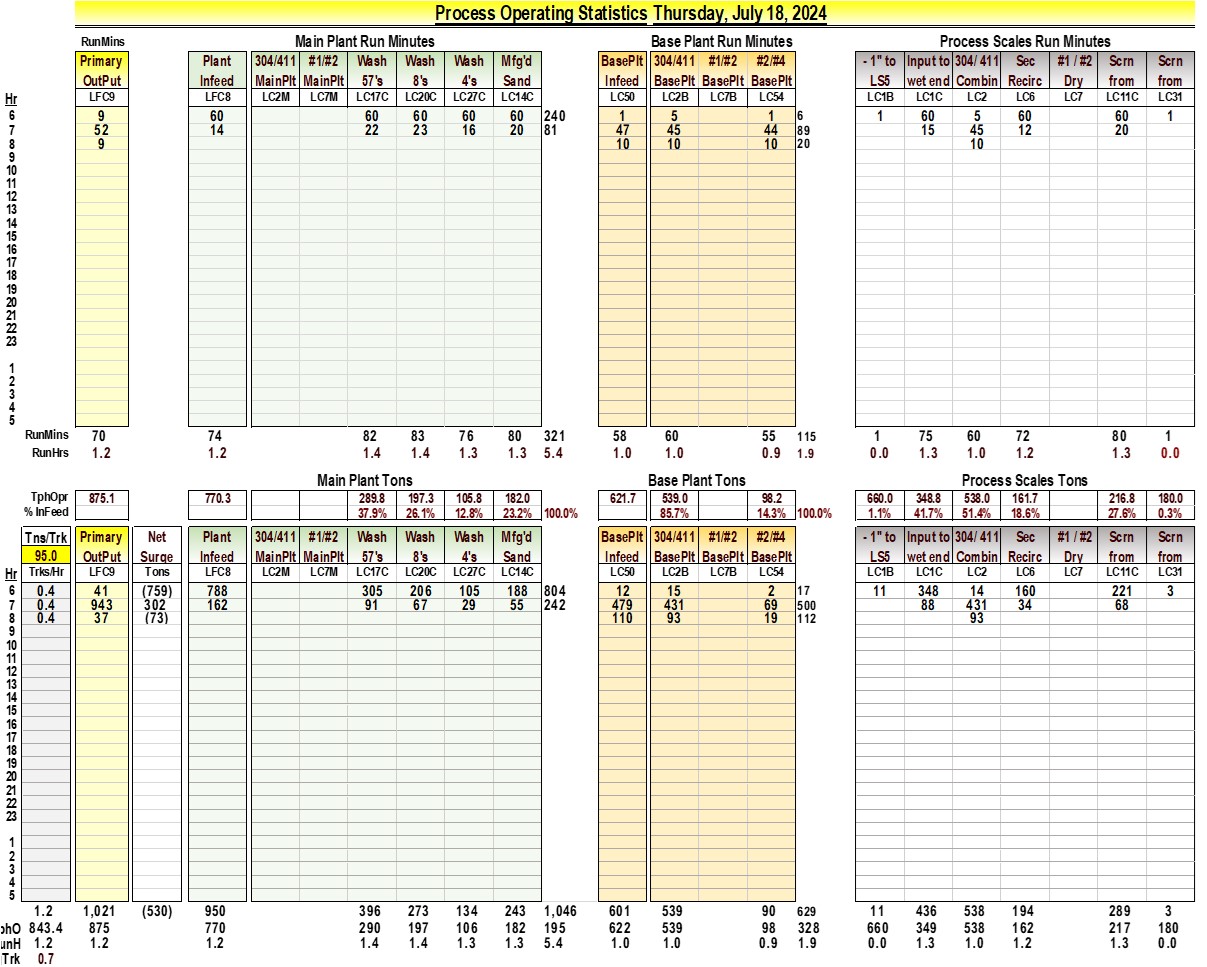 Process Operating Statistics Thursday, July 18, 2024
RunMins Main Plant Run Minutes Base Plant Run Minutes Process Scales Run Minutes
Primary Plant 304/411 #1/#2 Wash Wash Wash Mfg'd BasePlt 304/411 #1/#2 #2/#4 - 1" to Input to 304/ 411 Sec #1 / #2 Scrn Scrn
OutPut Infeed MainPlt MainPlt 57's 8's 4's Sand Infeed BasePlt BasePlt BasePlt LS5 wet end Combin Recirc Dry from from
Hr LFC9 LFC8 LC2M LC7M LC17C LC20C LC27C LC14C LC50 LC2B LC7B LC54 LC1B LC1C LC2 LC6 LC7 LC11C LC31
6 9 60 60 60 60 60 240 1 5 1 6 1 60 5 60 60 1
7 52 14 22 23 16 20 81 47 45 44 89 15 45 12 20
8 9 10 10 10 20 10
9
10
11
12
13
14
15
16
17
18
19
20
21
22
23
1
2
3
4
5
RunMins 70 74 82 83 76 80 321 58 60 55 115 1 75 60 72 80 1
RunHrs 1.2 1.2 1.4 1.4 1.3 1.3 5.4 1.0 1.0 0.9 1.9 0.0 1.3 1.0 1.2 1.3 0.0
Main Plant Tons Base Plant Tons Process Scales Tons
TphOpr 875.1 770.3 289.8 197.3 105.8 182.0 621.7 539.0 98.2 660.0 348.8 538.0 161.7 216.8 180.0
% InFeed 37.9% 26.1% 12.8% 23.2% 100.0% 85.7% 14.3% 100.0% 1.1% 41.7% 51.4% 18.6% 27.6% 0.3%
Tns/Trk Primary Net Plant 304/411 #1/#2 Wash Wash Wash Mfg'd BasePlt 304/411 #1/#2 #2/#4 - 1" to Input to 304/ 411 Sec #1 / #2 Scrn Scrn
95.0 OutPut Surge Infeed MainPlt MainPlt 57's 8's 4's Sand Infeed BasePlt BasePlt BasePlt LS5 wet end Combin Recirc Dry from from
Hr Trks/Hr LFC9 Tons LFC8 LC2M LC7M LC17C LC20C LC27C LC14C LC50 LC2B LC7B LC54 LC1B LC1C LC2 LC6 LC7 LC11C LC31
6 0.4 41 (759) 788 305 206 105 188 804 12 15 2 17 11 348 14 160 221 3
7 0.4 943 302 162 91 67 29 55 242 479 431 69 500 88 431 34 68
8 0.4 37 (73) 110 93 19 112 93
9
10
11
12
13
14
15
16
17
18
19
20
21
22
23
1
2
3
4
5
1.2 1,021 (530) 950 396 273 134 243 1,046 601 539 90 629 11 436 538 194 289 3
phO 843.4 875 770 290 197 106 182 195 622 539 98 328 660 349 538 162 217 180
unH 1.2 1.2 1.2 1.4 1.4 1.3 1.3 5.4 1.0 1.0 0.9 1.9 0.0 1.3 1.0 1.2 1.3 0.0
Trk 0.7